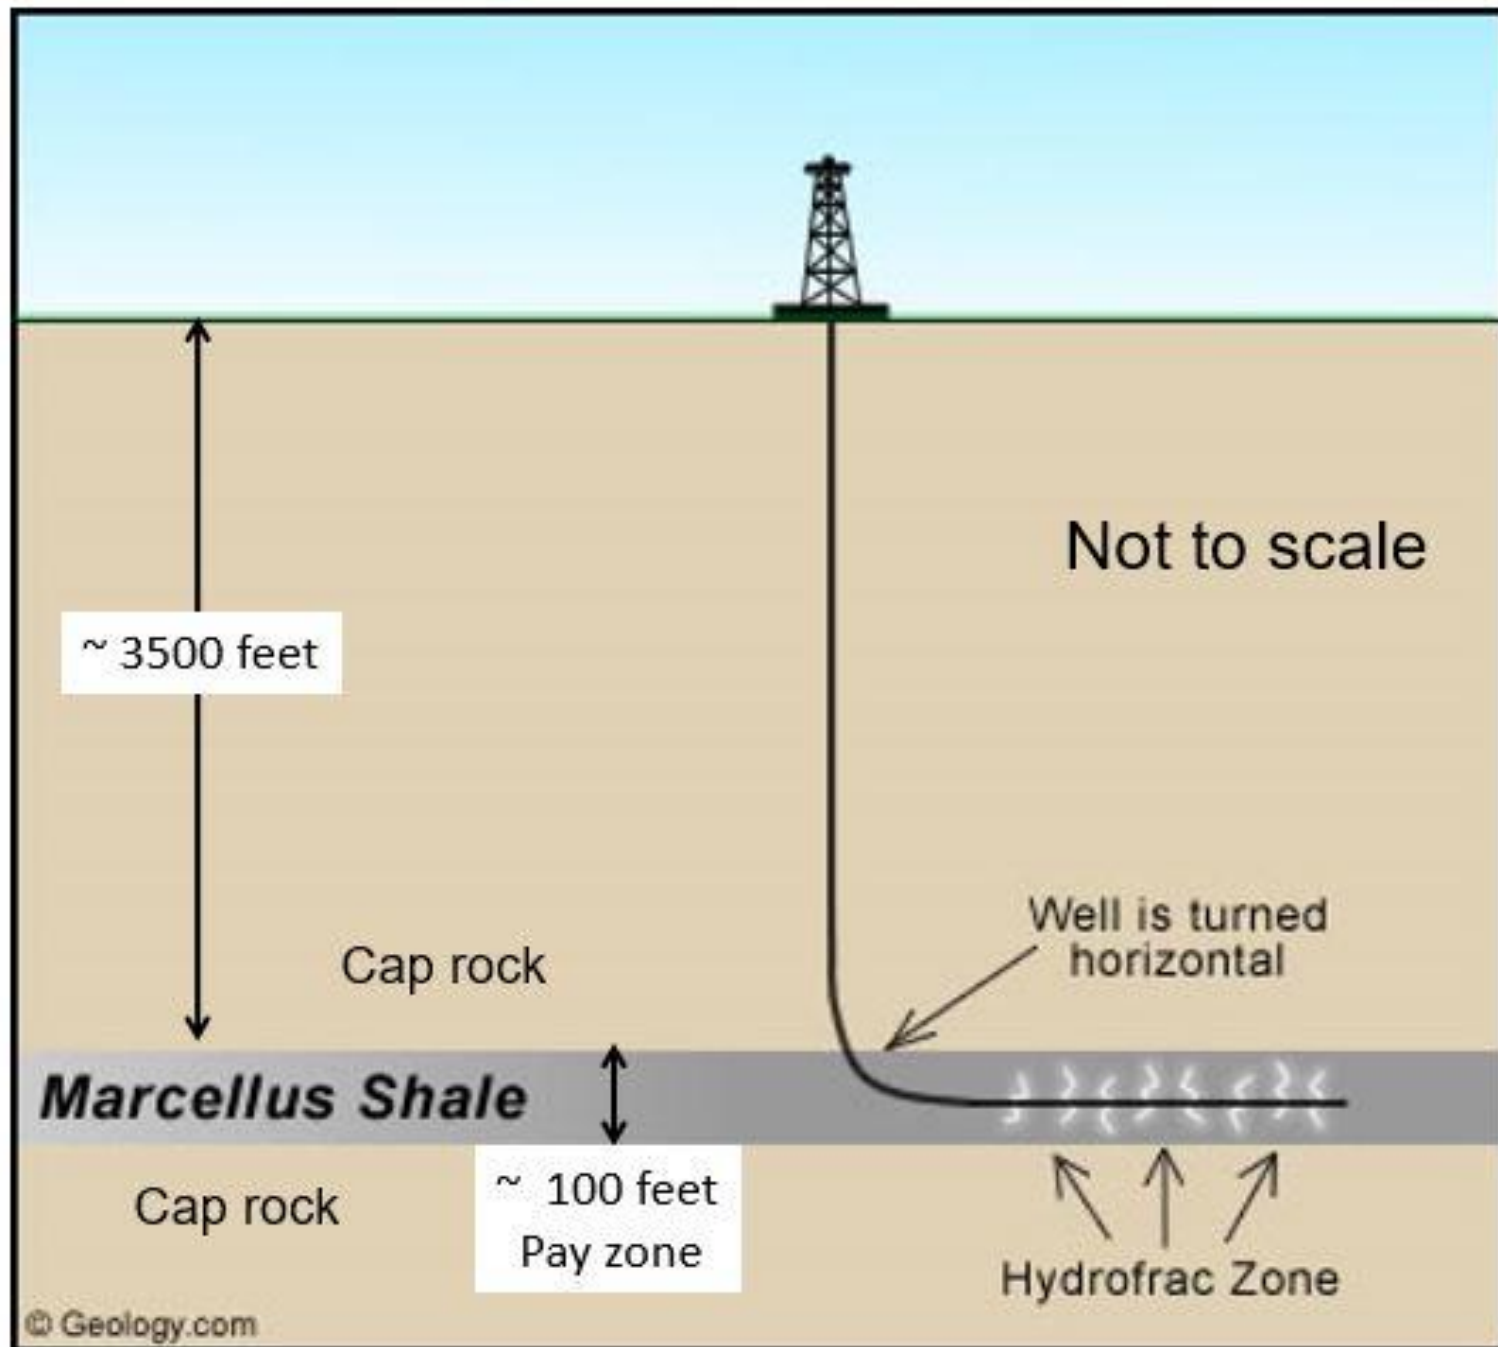 Not to scale
~ 3500 feet
Well is turned
horizontal
Cap rock
Marcellus Shale
~ 100 feet
Pay zone
Cap rock
Hydrofrac Zone
© Geology.com